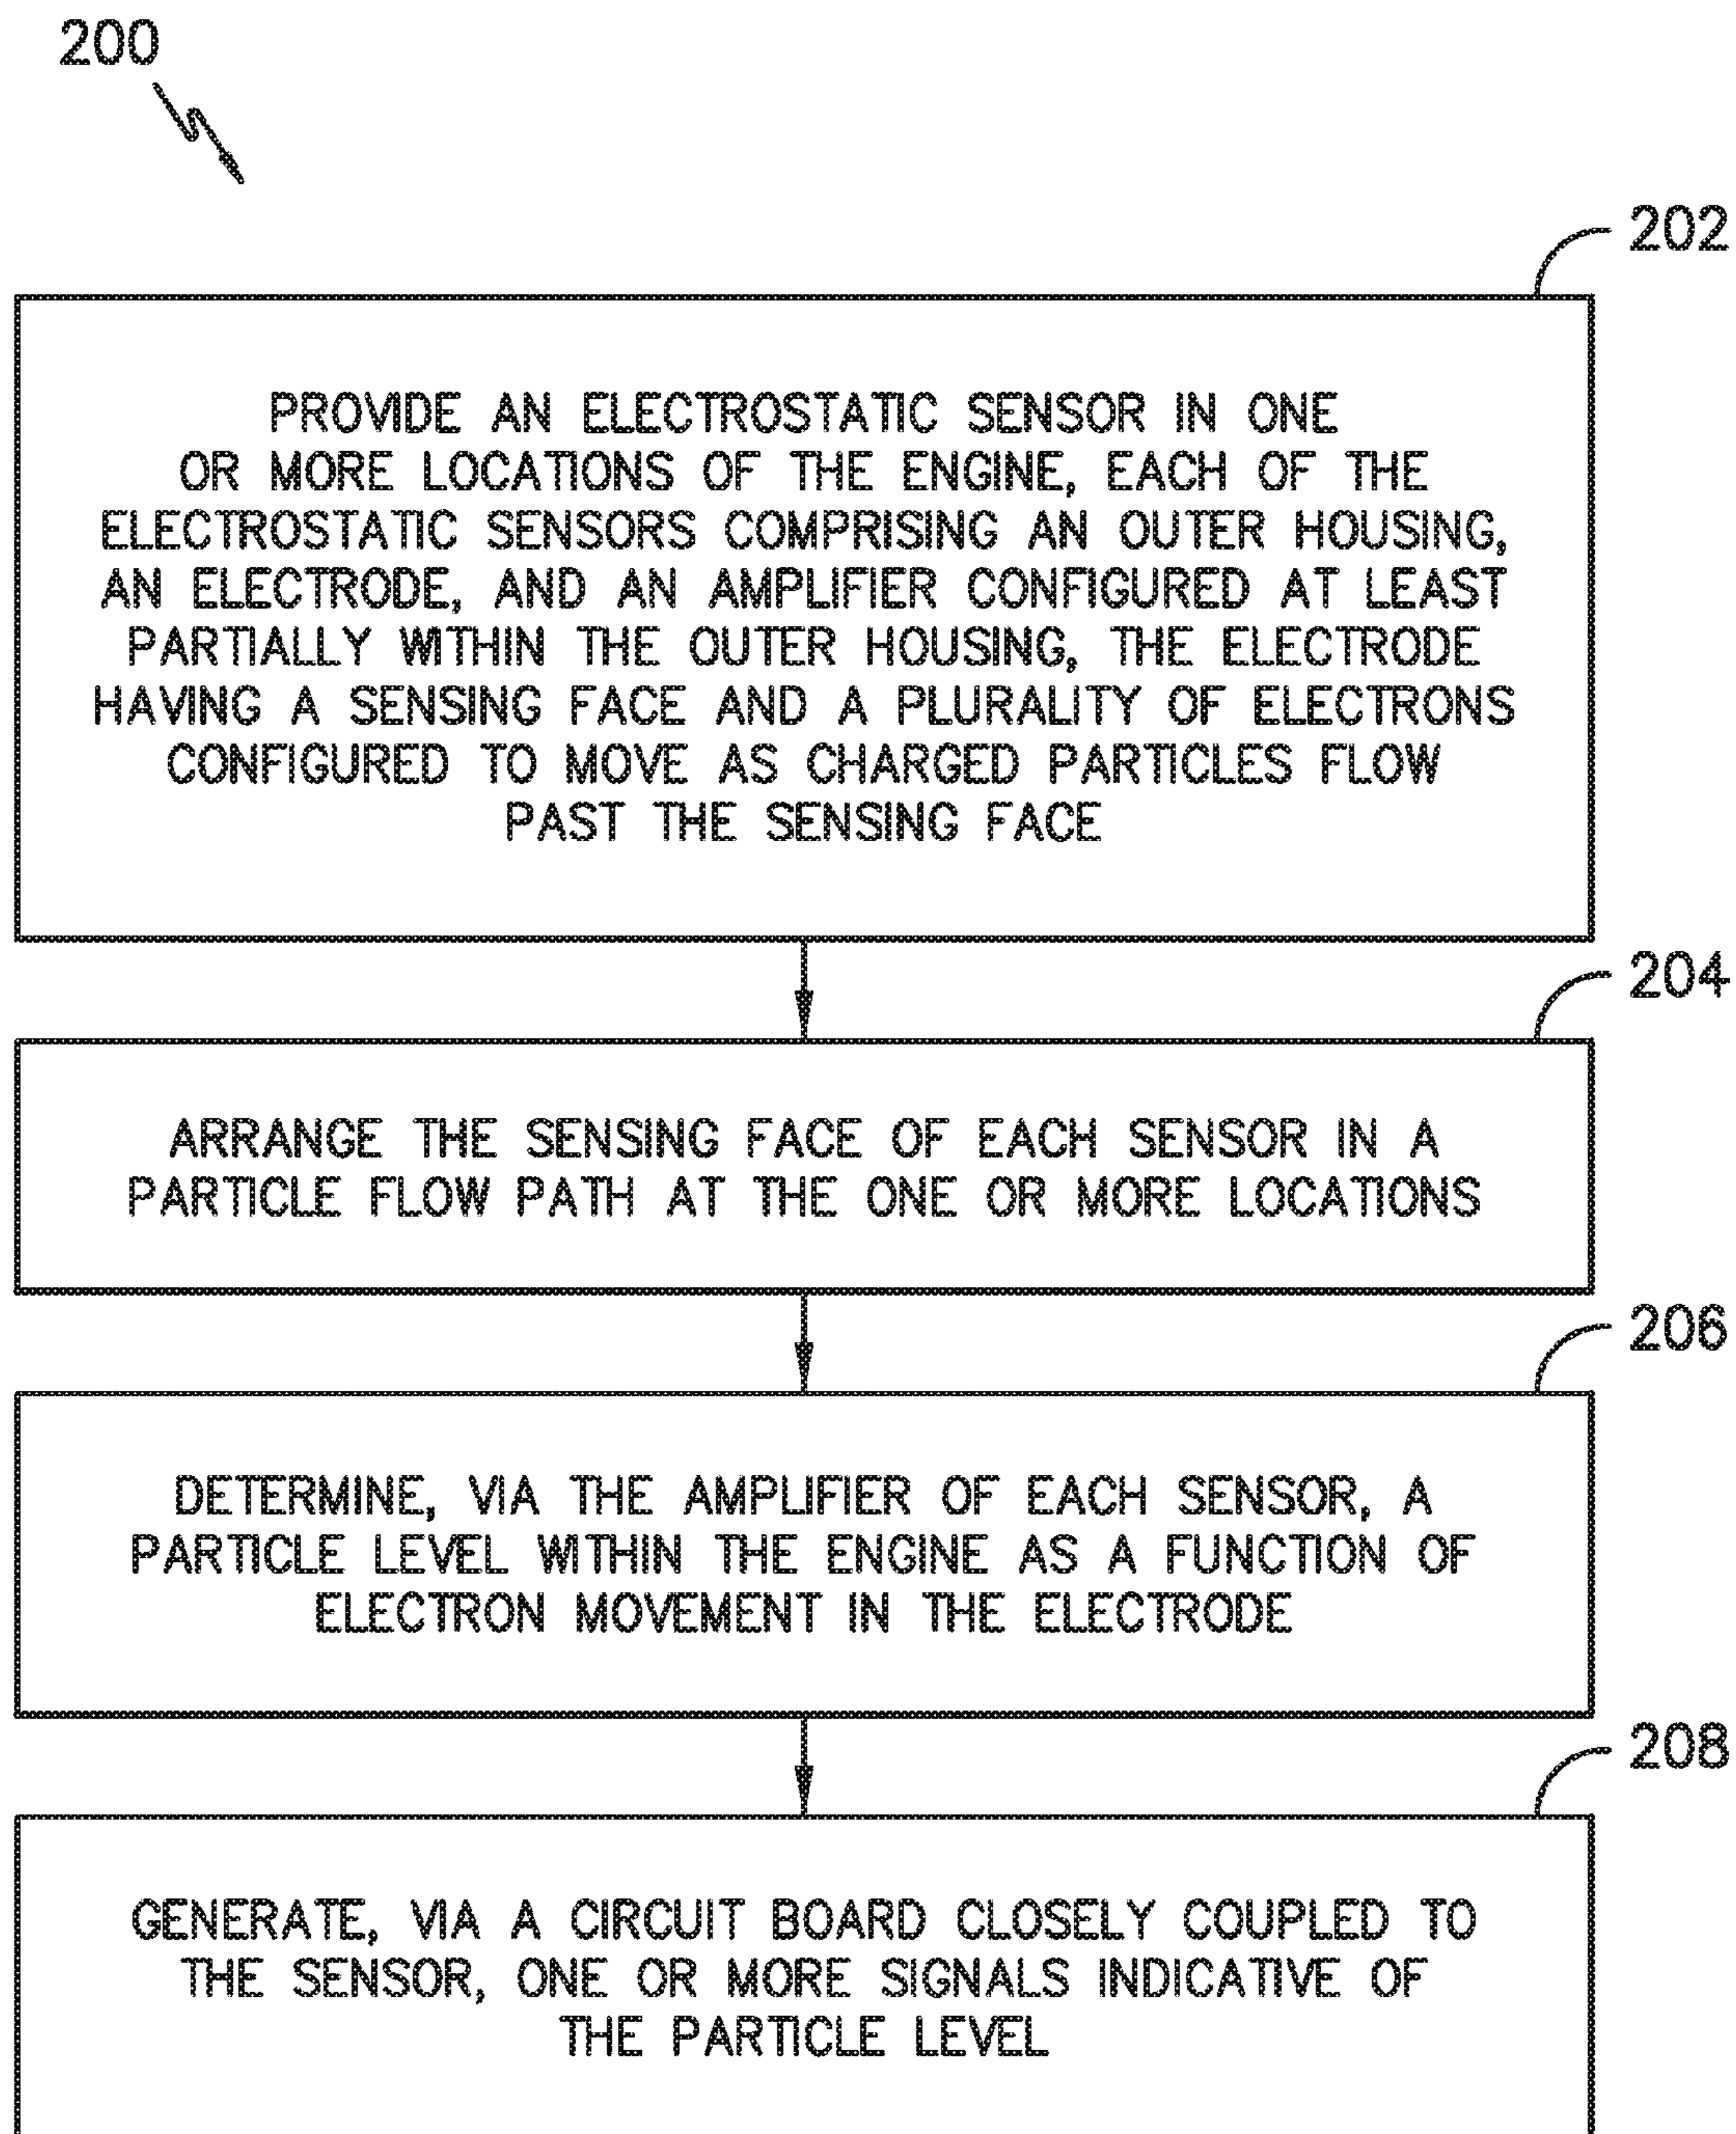 200
202
PROVIDE AN ELECTROSTATIC SENSOR IN ONE
OR MORE LOCATIONS OF THE ENGINE, EACH OF THE
ELECTROSTATIC SENSORS COMPRISING AN OUTER HOUSING,
AN ELECTRODE, AND AN AMPLIFIER CONFIGURED AT LEAST
PARTIALLY WITHIN THE OUTER HOUSING, THE ELECTRODE
HAVING A SENSING FACE AND A PLURALITY OF ELECTRONS
CONFIGURED TO MOVE AS CHARGED PARTICLES FLOW
PAST THE SENSING FACE
204
ARRANGE THE SENSING FACE OF EACH SENSOR IN A
PARTICLE FLOW PATH AT THE ONE OR MORE LOCATIONS
206
DETERMINE, VIA THE AMPLIFIER OF EACH SENSOR, A
PARTICLE LEVEL WITHIN THE ENGINE AS A FUNCTION OF
ELECTRON MOVEMENT IN THE ELECTRODE
208
GENERATE, VIA A CIRCUIT BOARD CLOSELY COUPLED TO
THE SENSOR, ONE OR MORE SIGNALS INDICATIVE OF
THE PARTICLE LEVEL